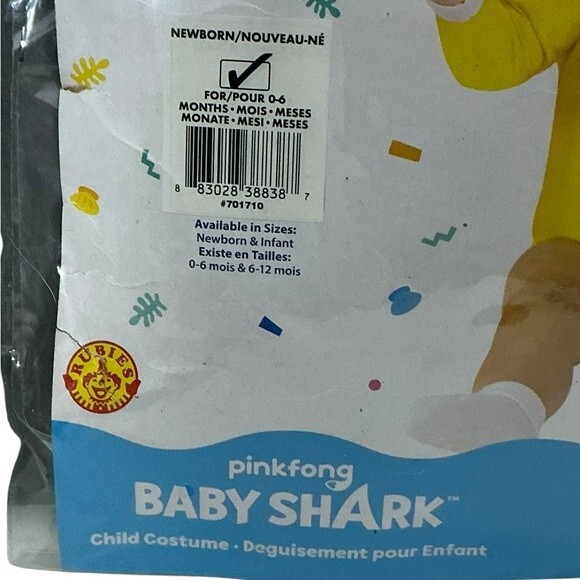 NEWBORN/NOUVEAU-NÉ
FOR/POUR 0-6
MONTHS • MOIS • MESES
MONATE • MESI • MESES
8 83028 38838 7
#701710
Available in Sizes:
Newborn & Infant
Existe en Tailles:
0-6 mois & 6-12 mois
RUBIES
pinkfong
BABY SHARK™
Child Costume • Deguisement pour Enfant